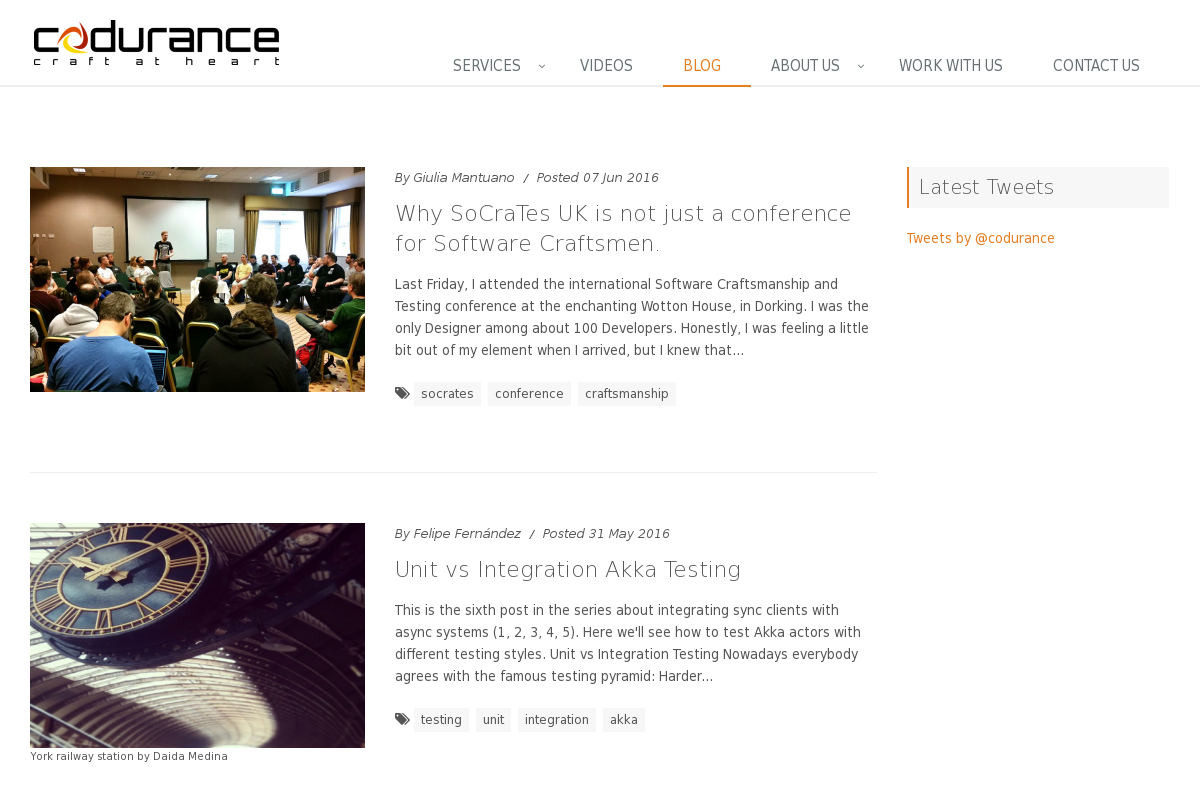 codurance
craft at heart
SERVICES VIDEOS BLOG ABOUT US WORK WITH US CONTACT US
By Giulia Mantuano / Posted 07 Jun 2016
Why SoCraTes UK is not just a conference
for Software Craftsmen.
Last Friday, I attended the international Software Craftsmanship and
Testing conference at the enchanting Wotton House, in Dorking. I was the
only Designer among about 100 Developers. Honestly, I was feeling a little
bit out of my element when I arrived, but I knew that...
socrates conference craftsmanship
Latest Tweets
Tweets by @codurance
By Felipe Fernández / Posted 31 May 2016
Unit vs Integration Akka Testing
This is the sixth post in the series about integrating sync clients with
async systems (1, 2, 3, 4, 5). Here we'll see how to test Akka actors with
different testing styles. Unit vs Integration Testing Nowadays everybody
agrees with the famous testing pyramid: Harder...
testing unit integration akka
York railway station by Daida Medina